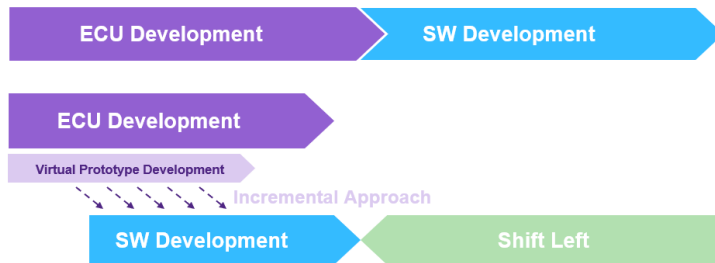 ECU Development
SW Development
ECU Development
Virtual Prototype Development
Incremental Approach
SW Development
Shift Left